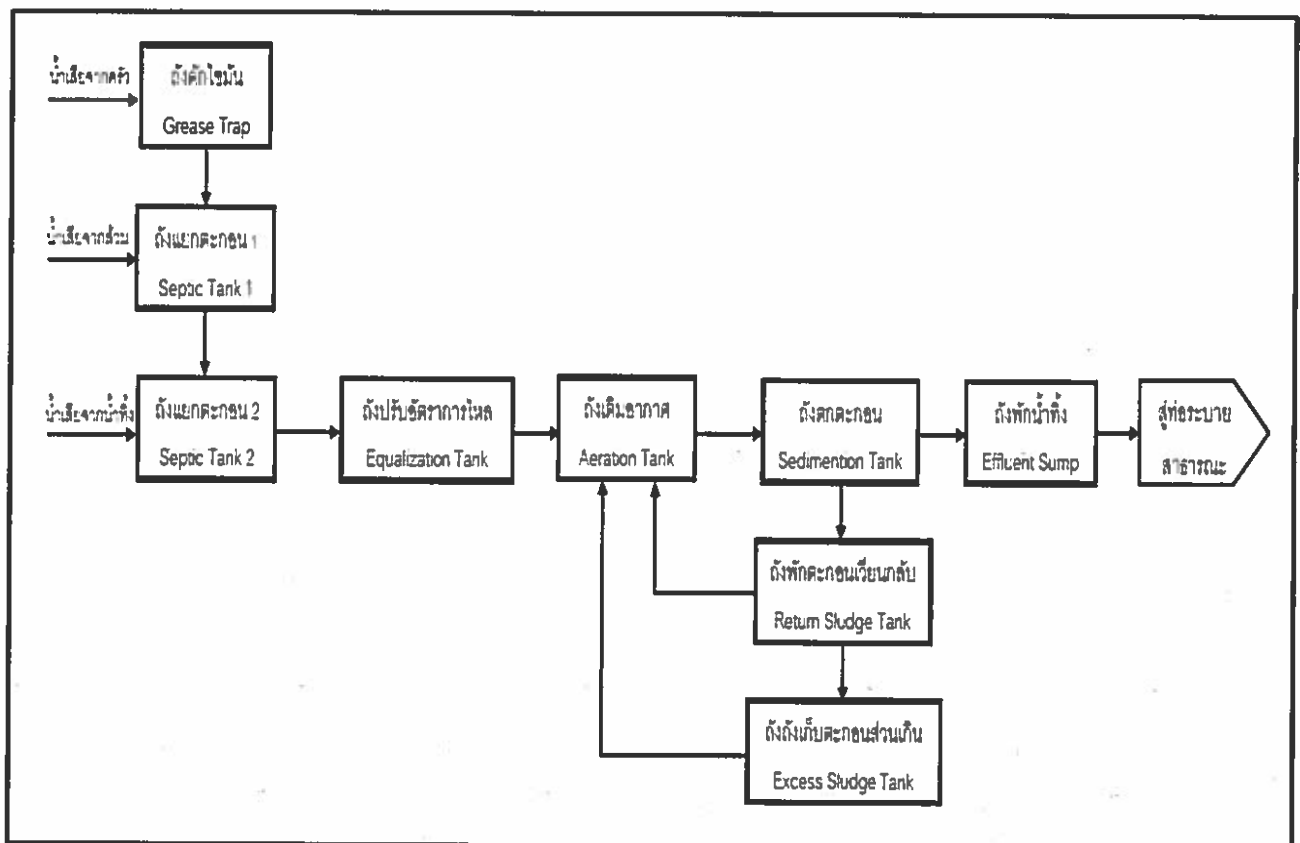 น้ำเสียจากครัว
ถังดักไขมัน
Grease Trap
น้ำเสียจากส้วม
ถังแยกตะกอน 1
Septic Tank 1
น้ำเสียจากน้ำทิ้ง
ถังแยกตะกอน 2
Septic Tank 2
ถังปรับอัตราการไหล
Equalization Tank
ถังเติมอากาศ
Aeration Tank
ถังตกตะกอน
Sedimention Tank
ถังพักน้ำทิ้ง
Effluent Sump
สู่ท่อระบาย
สาธารณะ
ถังพักตะกอนเวียนกลับ
Return Sludge Tank
ถังถังเก็บตะกอนส่วนเกิน
Excess Sludge Tank